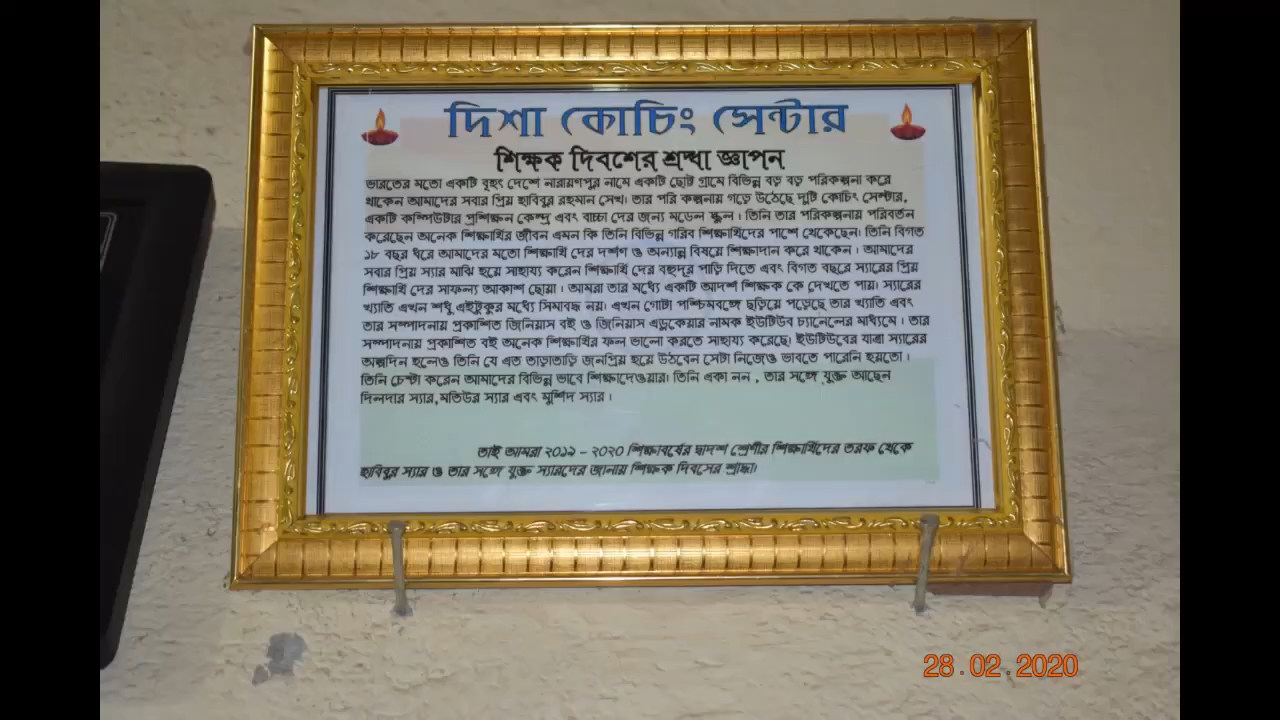 দিশা কোচিং সেন্টার
শিক্ষক দিবশের শ্রদ্ধা জ্ঞাপন
ভারতের মতো একটি বৃহৎ দেশে নারায়ণপুর নামে একটি ছোট্ট গ্রামে বিভিন্ন বড় বড় পরিকল্পনা করে
থাকেন আমাদের সবার প্রিয় হাবিবুর রহমান সেখ। তার পরি কল্পনায় গড়ে উঠেছে দুটি কোচিং সেন্টার,
একটি কম্পিউটার প্রশিক্ষন কেন্দ্র এবং বাচ্চা দের জন্য মডেল স্কুল। তিনি তার পরিকল্পনায় পরিবর্তন
করেছেন অনেক শিক্ষার্থির জীবন এমন কি তিনি বিভিন্ন গরিব শিক্ষার্থিদের পাশে থেকেছেন। তিনি বিগত
১৮ বছর ধরে আমাদের মতো শিক্ষার্থি দের দর্শণ ও অন্যান্ন বিষয়ে শিক্ষাদান করে থাকেন। আমাদের
সবার প্রিয় স্যার মাঝি হয়ে সাহায্য করেন শিক্ষার্থি দের বহুদূর পাড়ি দিতে এবং বিগত বছরে স্যারের প্রিয়
শিক্ষার্থি দের সাফল্য আকাশ ছোয়া। আমরা তার মধ্যে একটি আদর্শ শিক্ষক কে দেখতে পায়। স্যারের
খ্যাতি এখন শধু এইটুকুর মধ্যে সিমাবদ্ধ নয়। এখন গোটা পশ্চিমবঙ্গে ছড়িয়ে পড়েছে তার খ্যাতি এবং
তার সম্পাদনায় প্রকাশিত জিনিয়াস বই ও জিনিয়াস এডুকেয়ার নামক ইউটিউব চ্যানেলের মাধ্যমে। তার
সম্পাদনায় প্রকাশিত বই অনেক শিক্ষার্থির ফল ভালো করতে সাহায্য করেছে। ইউটিউবের যাত্রা স্যারের
অল্পদিন হলেও তিনি যে এত তাড়াতাড়ি জনপ্রিয় হয়ে উঠবেন সেটা নিজেও ভাবতে পারেনি হয়তো।
তিনি চেস্টা করেন আমাদের বিভিন্ন ভাবে শিক্ষাদেওয়ার। তিনি একা নন, তার সঙ্গে যুক্ত আছেন
দিলদার স্যার,মতিউর স্যার এবং মুর্শিদ স্যার।
তাই আমরা ২০১৯ - ২০২০ শিক্ষাবর্ষের দ্বাদশ শ্রেণীর শিক্ষার্থিদের তরফ থেকে
হাবিবুর স্যার ও তার সঙ্গে যুক্ত স্যারদের জানায় শিক্ষক দিবসের শ্রদ্ধা।
28.02.2020